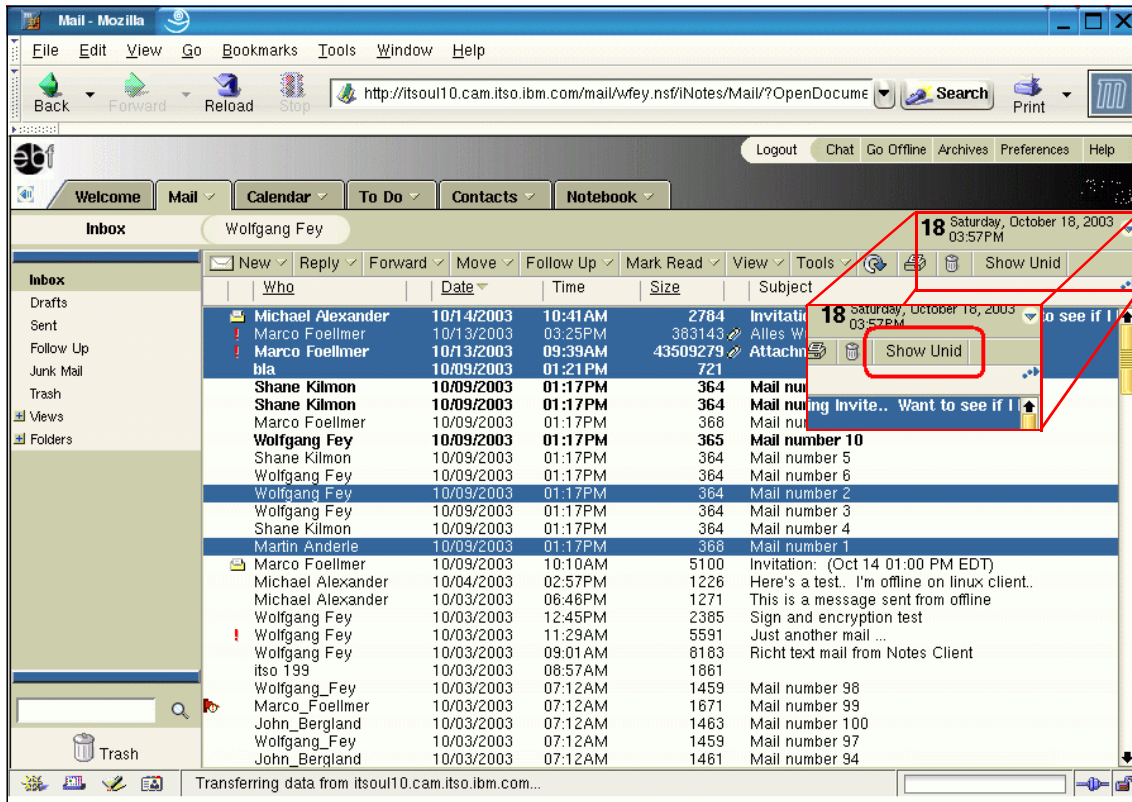 Mail - Mozilla
File Edit View Go Bookmarks Tools Window Help
Back Forward Reload Stop http://itsoul10.cam.itso.ibm.com/mail/wfey.nsf/iNotes/Mail/?OpenDocume Search Print
ebf Logout Chat Go Offline Archives Preferences Help
Welcome Mail Calendar To Do Contacts Notebook
Inbox Wolfgang Fey 18 Saturday, October 18, 2003
03:57PM
New Reply Forward Move Follow Up Mark Read View Tools Show Unid
Inbox
Drafts
Sent
Follow Up
Junk Mail
Trash
Views
Folders
Trash
Who Date Time Size Subject
Michael Alexander 10/14/2003 10:41AM 2784 Invitati
Marco Foellmer 10/13/2003 03:25PM 383143 Alles W
Marco Foellmer 10/13/2003 09:39AM 43509279 Attachn
bla 10/09/2003 01:21PM 721
Shane Kilmon 10/09/2003 01:17PM 364 Mail nu
Shane Kilmon 10/09/2003 01:17PM 364 Mail nu
Marco Foellmer 10/09/2003 01:17PM 368 Mail nu
Wolfgang Fey 10/09/2003 01:17PM 365 Mail number 10
Shane Kilmon 10/09/2003 01:17PM 364 Mail number 5
Wolfgang Fey 10/09/2003 01:17PM 364 Mail number 6
Wolfgang Fey 10/09/2003 01:17PM 364 Mail number 2
Wolfgang Fey 10/09/2003 01:17PM 364 Mail number 3
Shane Kilmon 10/09/2003 01:17PM 364 Mail number 4
Martin Anderle 10/09/2003 01:17PM 368 Mail number 1
Marco Foellmer 10/09/2003 10:10AM 5100 Invitation: (Oct 14 01:00 PM EDT)
Michael Alexander 10/04/2003 02:57PM 1226 Here's a test.. I'm offline on linux client..
Michael Alexander 10/03/2003 06:46PM 1271 This is a message sent from offline
Wolfgang Fey 10/03/2003 12:45PM 2385 Sign and encryption test
Wolfgang Fey 10/03/2003 11:29AM 5591 Just another mail ...
Wolfgang Fey 10/03/2003 09:01AM 8183 Richt text mail from Notes Client
itso 199 10/03/2003 08:57AM 1861
Wolfgang_Fey 10/03/2003 07:12AM 1459 Mail number 98
Marco_Foellmer 10/03/2003 07:12AM 1671 Mail number 99
John_Bergland 10/03/2003 07:12AM 1463 Mail number 100
Wolfgang_Fey 10/03/2003 07:12AM 1459 Mail number 97
John_Bergland 10/03/2003 07:12AM 1461 Mail number 94
18 Saturday, October 18, 2003 to see if I
03:57PM
Show Unid
ng Invite.. Want to see if I
Transferring data from itsoul10.cam.itso.ibm.com...